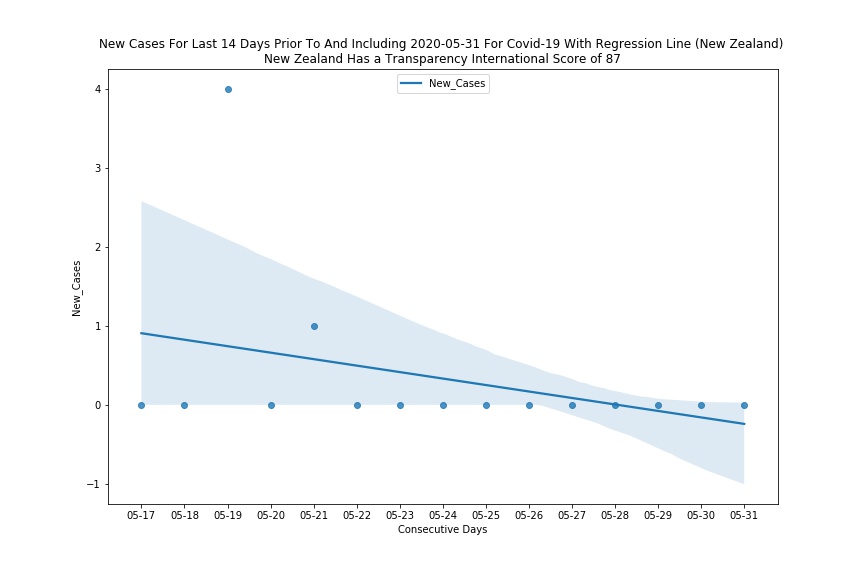 New Cases For Last 14 Days Prior To And Including 2020-05-31 For Covid-19 With Regression Line (New Zealand)
New Zealand Has a Transparency International Score of 87
New_Cases
4
3
2
1
0
−1
New_Cases
05-17 05-18 05-19 05-20 05-21 05-22 05-23 05-24 05-25 05-26 05-27 05-28 05-29 05-30 05-31
Consecutive Days